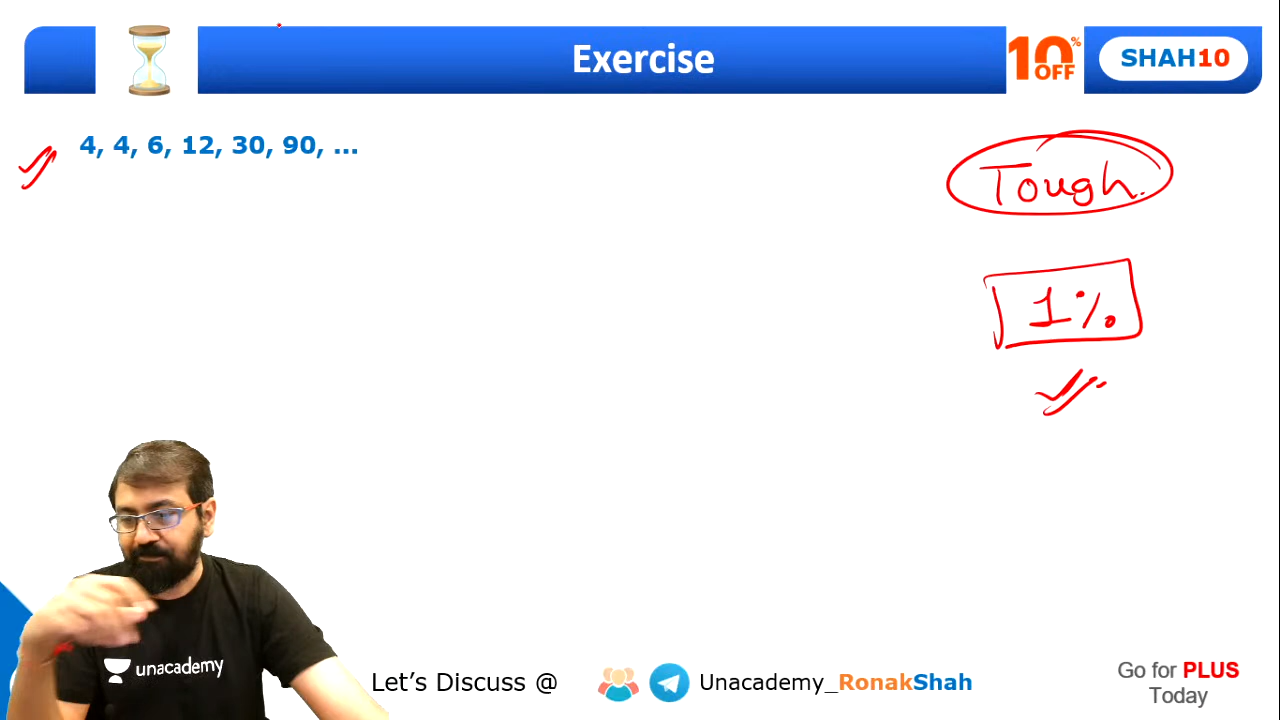 Exercise
10% OFF
SHAH10
4, 4, 6, 12, 30, 90, ...
Tough.
1%
unacademy
Let’s Discuss @
Unacademy_RonakShah
Go for PLUS
Today